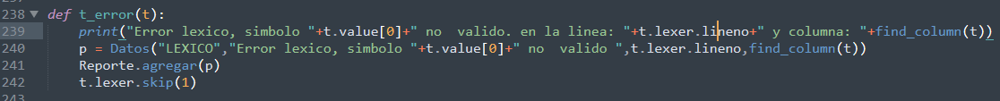 238 def t_error(t):
239 print("Error lexico, simbolo "+t.value[0]+" no  valido. en la linea: "+t.lexer.lineno+" y columna: "+find_column(t))
240 p = Datos("LEXICO","Error lexico, simbolo "+t.value[0]+" no  valido ",t.lexer.lineno,find_column(t))
241 Reporte.agregar(p)
242 t.lexer.skip(1)
243